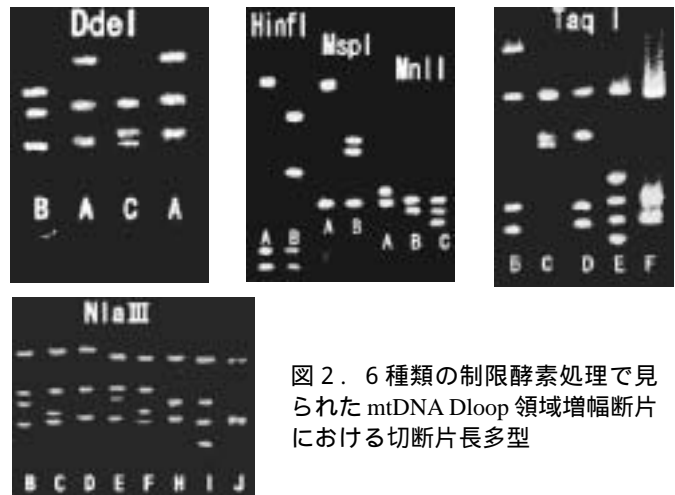 DdeI
B A C A
HinfI
MspI
MnlI
A B
A B
A B C
Taq I
B C D E F
NlaIII
B C D E F H I J
図２．６種類の制限酵素処理で見
られた mtDNA Dloop 領域増幅断片
における切断片長多型